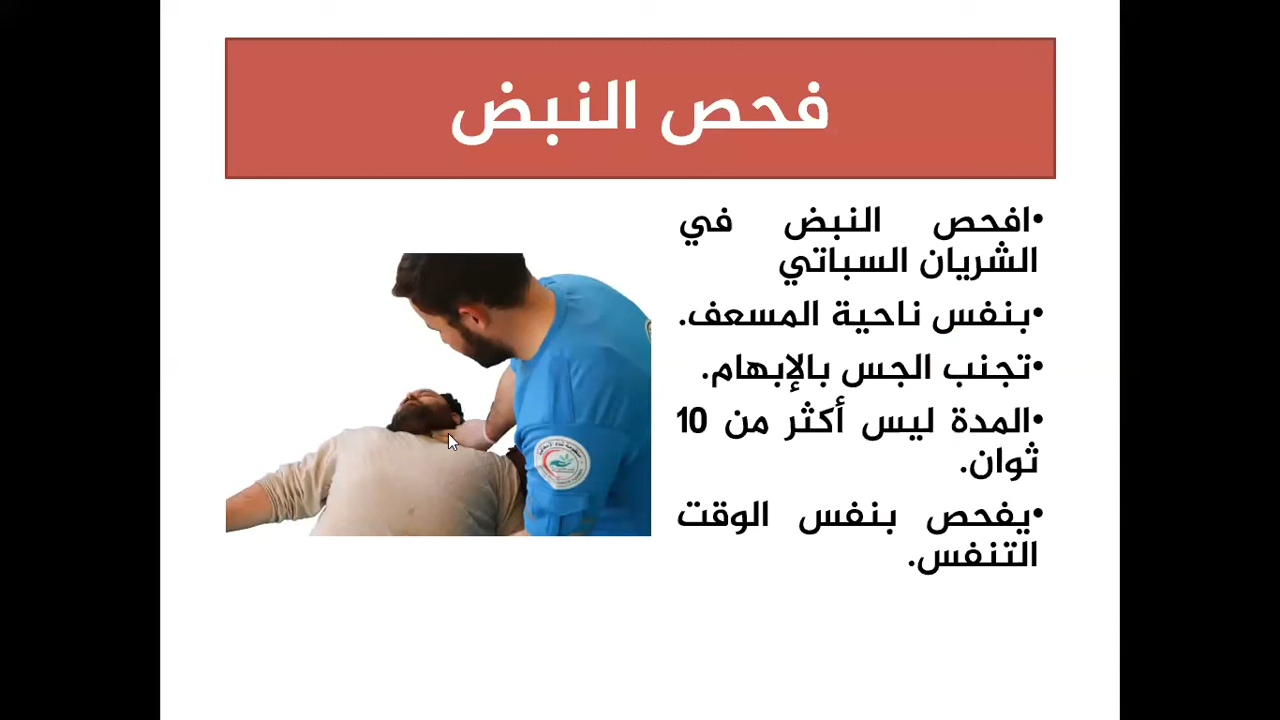 فحص النبض
•افحص النبض في
الشريان السباتي
•بنفس ناحية المسعف.
•تجنب الجس بالإبهام.
•المدة ليس أكثر من 10
ثوان.
•يفحص بنفس الوقت
التنفس.